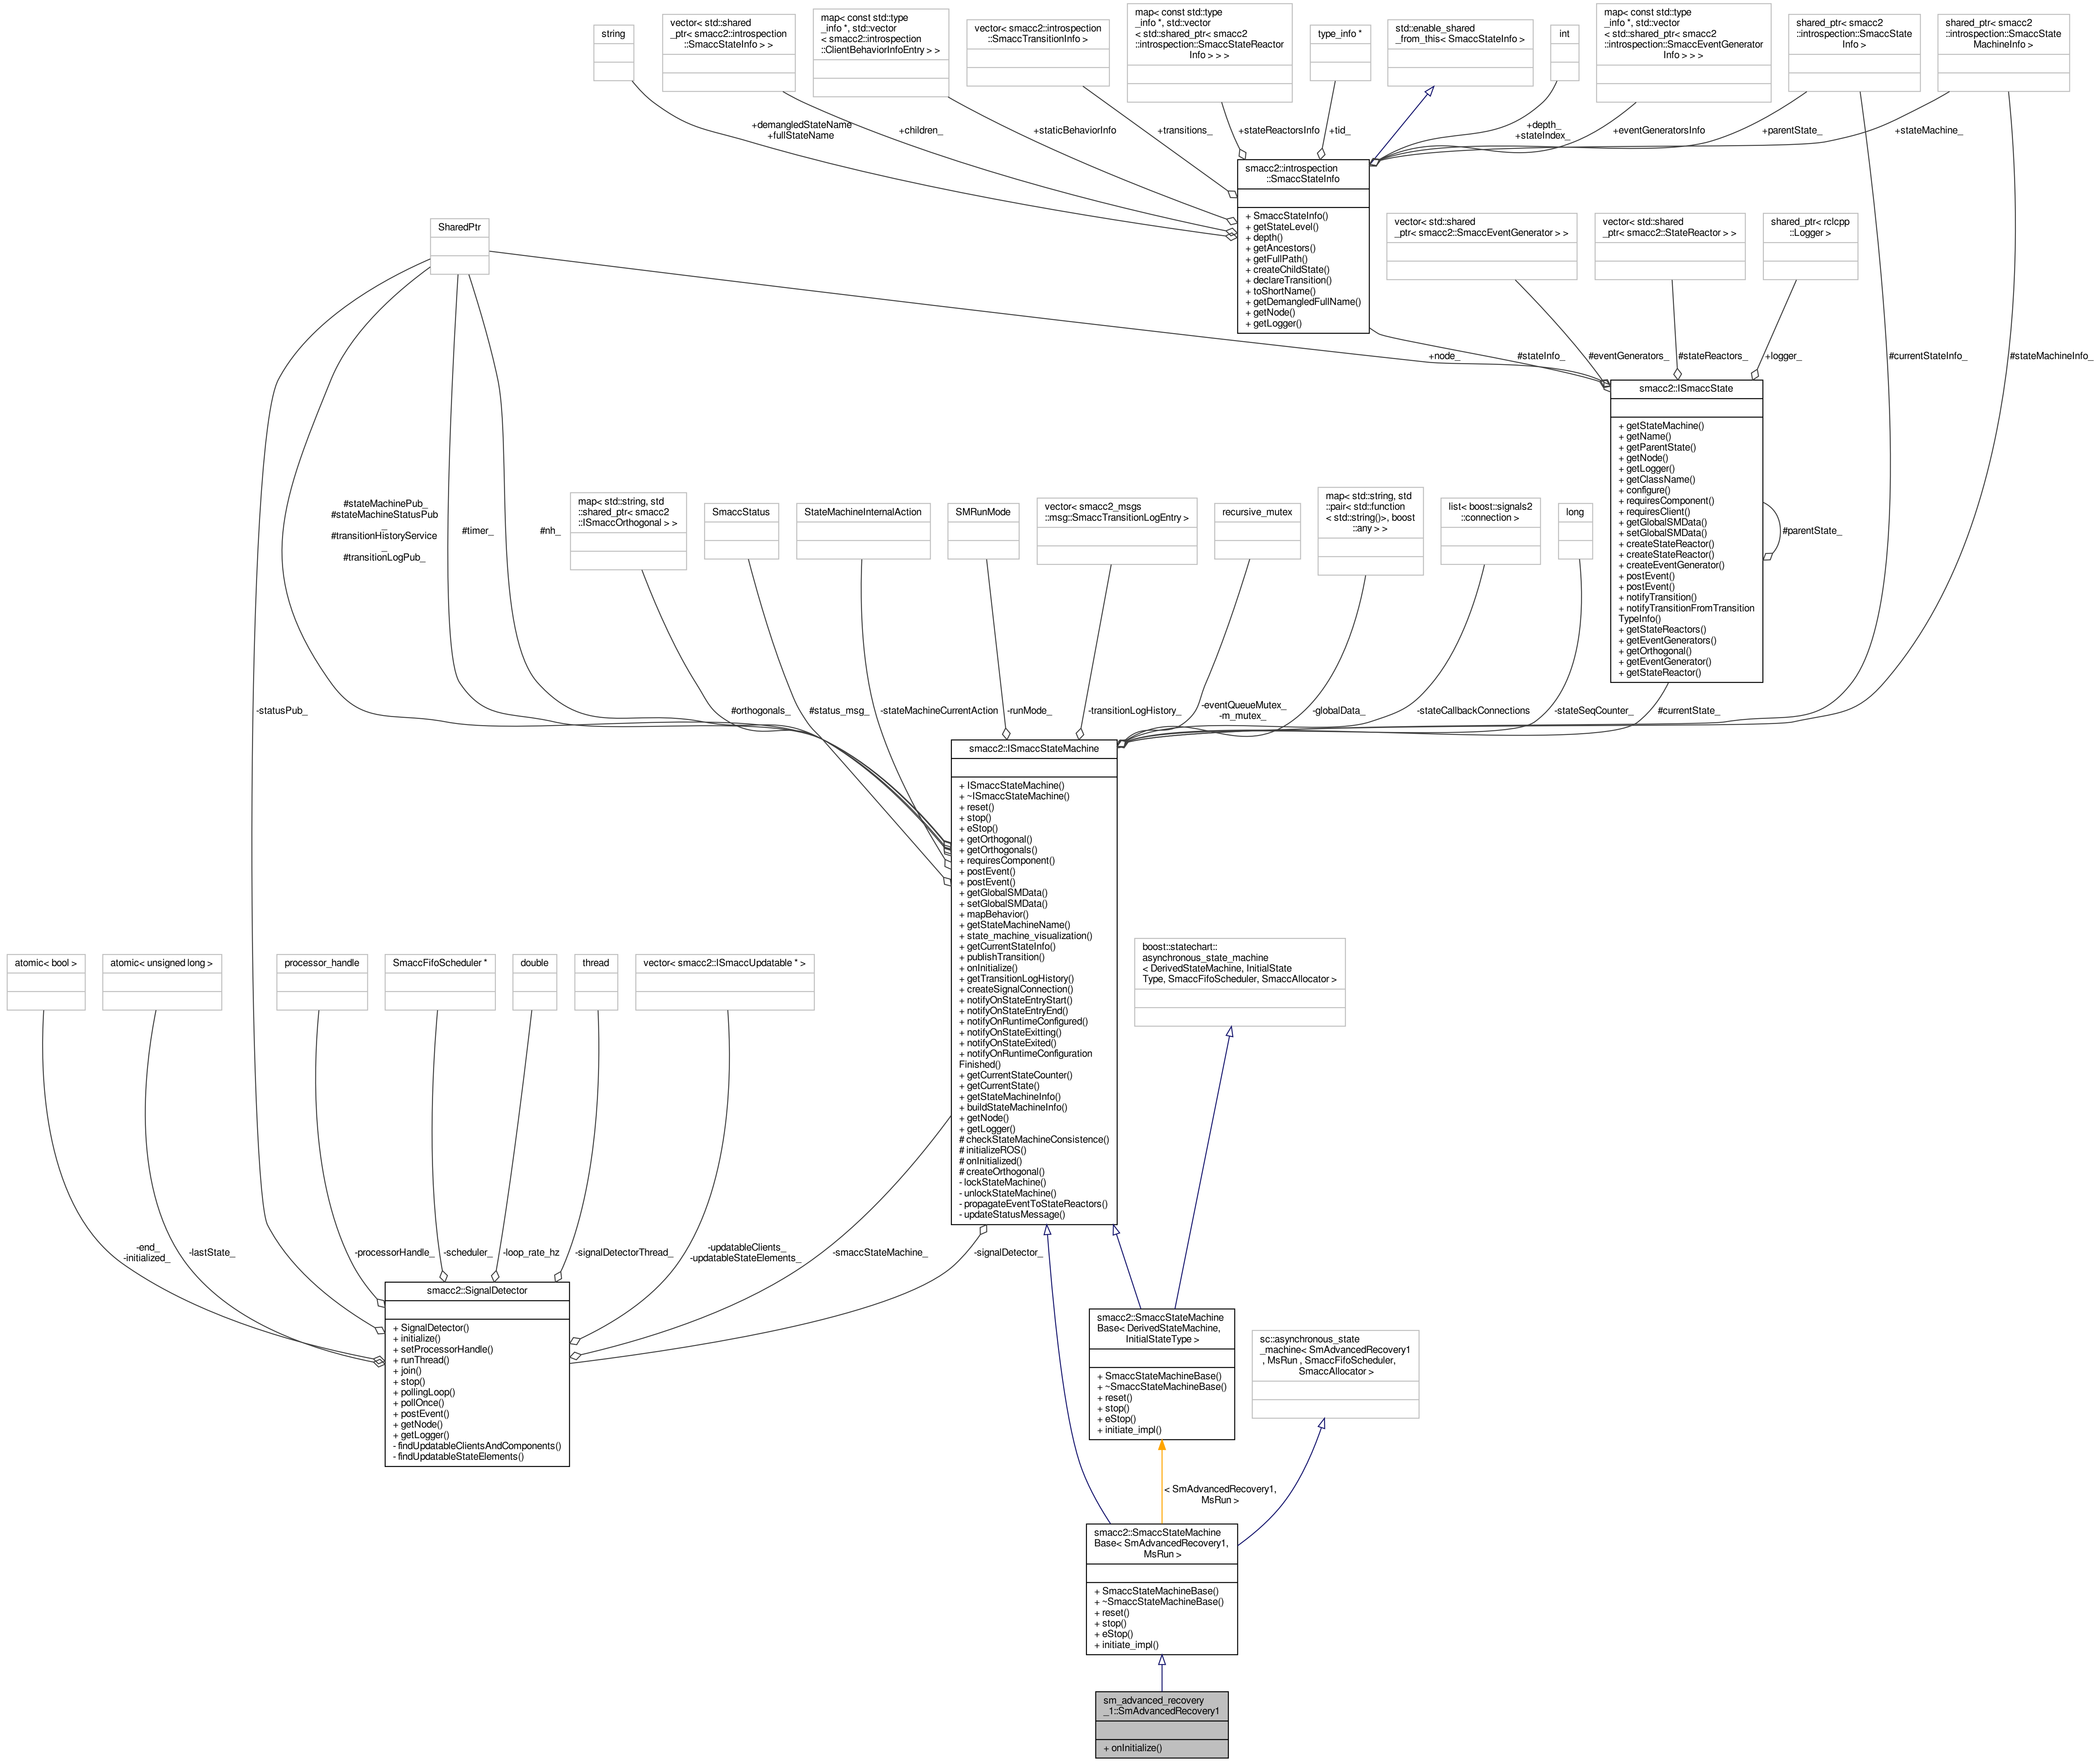 string
vector< std::shared
_ptr< smacc2::introspection
::SmaccStateInfo > >
map< const std::type
_info *, std::vector
< smacc2::introspection
::ClientBehaviorInfoEntry > >
vector< smacc2::introspection
::SmaccTransitionInfo >
map< const std::type
_info *, std::vector
< std::shared_ptr< smacc2
::introspection::SmaccStateReactor
Info > > >
type_info *
std::enable_shared
_from_this< SmaccStateInfo >
int
map< const std::type
_info *, std::vector
< std::shared_ptr< smacc2
::introspection::SmaccEventGenerator
Info > > >
shared_ptr< smacc2
::introspection::SmaccState
Info >
shared_ptr< smacc2
::introspection::SmaccState
MachineInfo >
+demangledStateName
+fullStateName
+children_
+staticBehaviorInfo
+transitions_
+stateReactorsInfo
+tid_
+depth_
+stateIndex_
+eventGeneratorsInfo
+parentState_
+stateMachine_
smacc2::introspection
::SmaccStateInfo
+ SmaccStateInfo()
+ getStateLevel()
+ depth()
+ getAncestors()
+ getFullPath()
+ createChildState()
+ declareTransition()
+ toShortName()
+ getDemangledFullName()
+ getNode()
+ getLogger()
SharedPtr
vector< std::shared
_ptr< smacc2::SmaccEventGenerator > >
vector< std::shared
_ptr< smacc2::StateReactor > >
shared_ptr< rclcpp
::Logger >
+node_
#stateInfo_
#eventGenerators_
#stateReactors_
+logger_
#currentStateInfo_
#stateMachineInfo_
smacc2::ISmaccState
+ getStateMachine()
+ getName()
+ getParentState()
+ getNode()
+ getLogger()
+ getClassName()
+ configure()
+ requiresComponent()
+ requiresClient()
+ getGlobalSMData()
+ setGlobalSMData()
+ createStateReactor()
+ createStateReactor()
+ createEventGenerator()
+ postEvent()
+ postEvent()
+ notifyTransition()
+ notifyTransitionFromTransition
TypeInfo()
+ getStateReactors()
+ getEventGenerators()
+ getOrthogonal()
+ getEventGenerator()
+ getStateReactor()
#parentState_
#stateMachinePub_
#stateMachineStatusPub
_
#transitionHistoryService
_
#transitionLogPub_
#timer_
#nh_
map< std::string, std
::shared_ptr< smacc2
::ISmaccOrthogonal > >
SmaccStatus
StateMachineInternalAction
SMRunMode
vector< smacc2_msgs
::msg::SmaccTransitionLogEntry >
recursive_mutex
map< std::string, std
::pair< std::function
< std::string()>, boost
::any > >
list< boost::signals2
::connection >
long
-statusPub_
#orthogonals_
#status_msg_
-stateMachineCurrentAction
-runMode_
-transitionLogHistory_
-eventQueueMutex_
-m_mutex_
-globalData_
-stateCallbackConnections
-stateSeqCounter_
#currentState_
smacc2::ISmaccStateMachine
+ ISmaccStateMachine()
+ ~ISmaccStateMachine()
+ reset()
+ stop()
+ eStop()
+ getOrthogonal()
+ getOrthogonals()
+ requiresComponent()
+ postEvent()
+ postEvent()
+ getGlobalSMData()
+ setGlobalSMData()
+ mapBehavior()
+ getStateMachineName()
+ state_machine_visualization()
+ getCurrentStateInfo()
+ publishTransition()
+ onInitialize()
+ getTransitionLogHistory()
+ createSignalConnection()
+ notifyOnStateEntryStart()
+ notifyOnStateEntryEnd()
+ notifyOnRuntimeConfigured()
+ notifyOnStateExitting()
+ notifyOnStateExited()
+ notifyOnRuntimeConfiguration
Finished()
+ getCurrentStateCounter()
+ getCurrentState()
+ getStateMachineInfo()
+ buildStateMachineInfo()
+ getNode()
+ getLogger()
# checkStateMachineConsistence()
# initializeROS()
# onInitialized()
# createOrthogonal()
- lockStateMachine()
- unlockStateMachine()
- propagateEventToStateReactors()
- updateStatusMessage()
boost::statechart::
asynchronous_state_machine
< DerivedStateMachine, InitialState
Type, SmaccFifoScheduler, SmaccAllocator >
atomic< bool >
atomic< unsigned long >
processor_handle
SmaccFifoScheduler *
double
thread
vector< smacc2::ISmaccUpdatable * >
-end_
-initialized_
-lastState_
-processorHandle_
-scheduler_
-loop_rate_hz
-signalDetectorThread_
-updatableClients_
-updatableStateElements_
-smaccStateMachine_
-signalDetector_
smacc2::SignalDetector
+ SignalDetector()
+ initialize()
+ setProcessorHandle()
+ runThread()
+ join()
+ stop()
+ pollingLoop()
+ pollOnce()
+ postEvent()
+ getNode()
+ getLogger()
- findUpdatableClientsAndComponents()
- findUpdatableStateElements()
smacc2::SmaccStateMachine
Base< DerivedStateMachine,
InitialStateType >
+ SmaccStateMachineBase()
+ ~SmaccStateMachineBase()
+ reset()
+ stop()
+ eStop()
+ initiate_impl()
sc::asynchronous_state
_machine< SmAdvancedRecovery1
, MsRun , SmaccFifoScheduler,
SmaccAllocator >
< SmAdvancedRecovery1,
MsRun >
smacc2::SmaccStateMachine
Base< SmAdvancedRecovery1,
MsRun >
+ SmaccStateMachineBase()
+ ~SmaccStateMachineBase()
+ reset()
+ stop()
+ eStop()
+ initiate_impl()
sm_advanced_recovery
_1::SmAdvancedRecovery1
+ onInitialize()